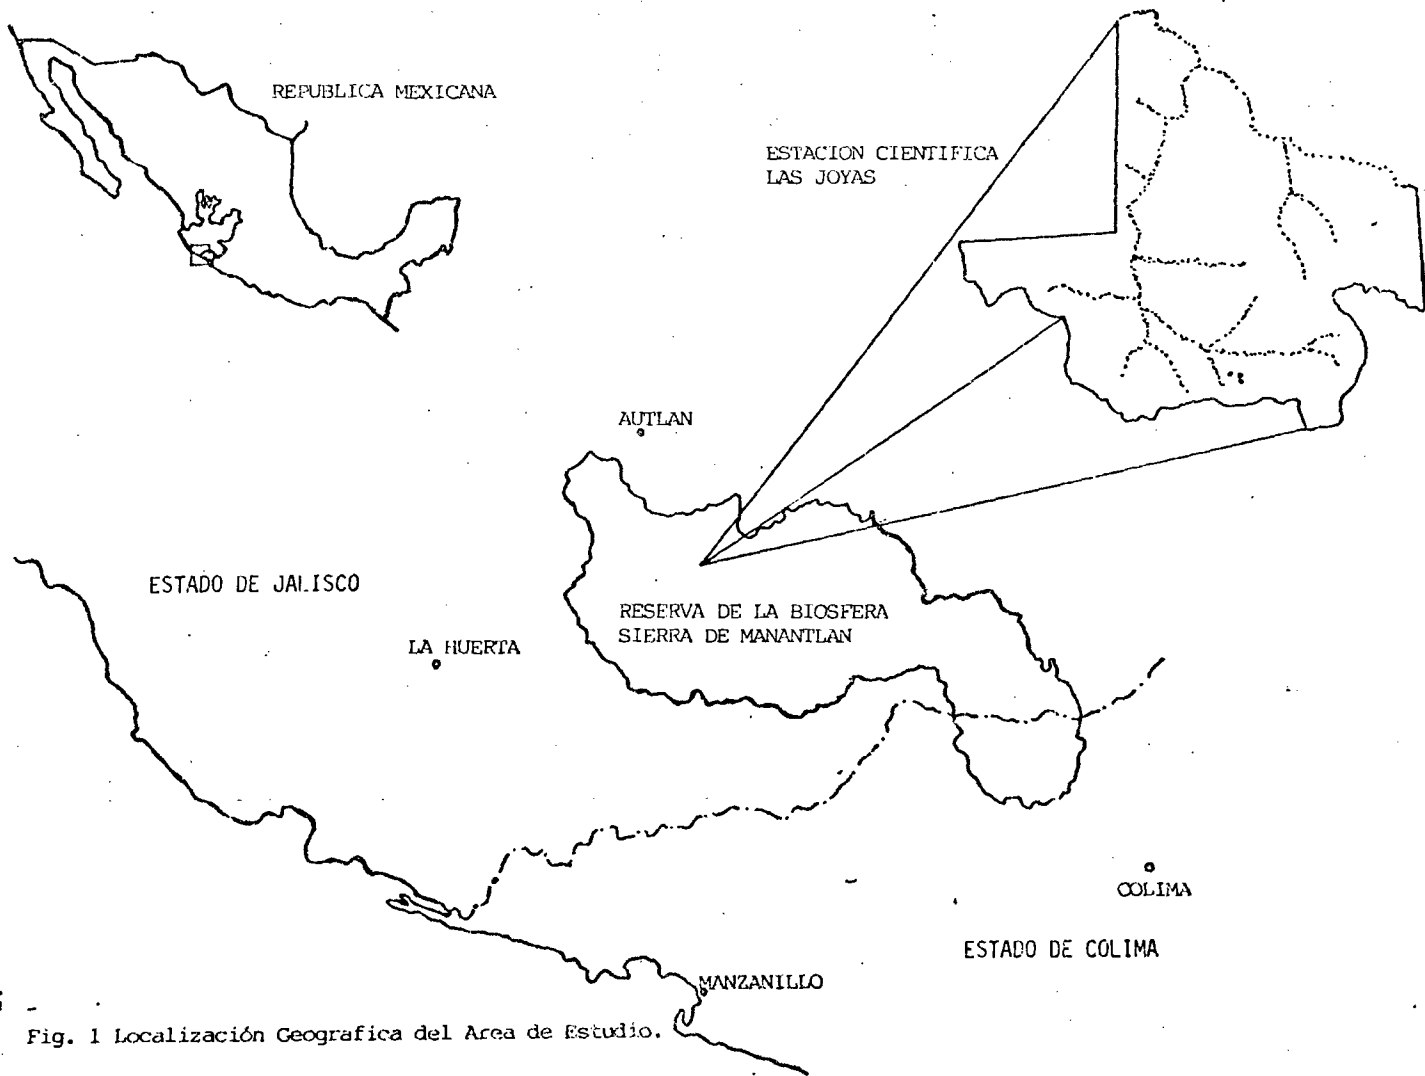 REPUBLICA MEXICANA
ESTACION CIENTIFICA
LAS JOYAS
AUTLAN
ESTADO DE JALISCO
RESERVA DE LA BIOSFERA
SIERRA DE MANANTLAN
LA HUERTA
COLIMA
ESTADO DE COLIMA
MANZANILLO
Fig. 1 Localización Geografica del Area de Estudio.